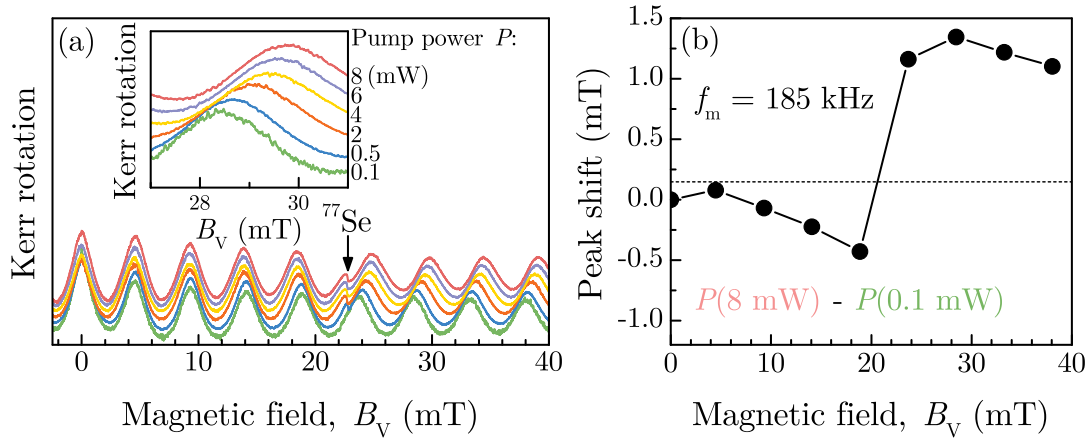 (a)
Pump power P:
8 (mW)
6
4
2
0.5
0.1
Kerr rotation
28
30
B_V (mT)
⁷⁷Se
Kerr rotation
0
10
20
30
40
Magnetic field, B_V (mT)
(b)
1.5
1.0
0.5
0.0
-0.5
-1.0
Peak shift (mT)
f_m = 185 kHz
P(8 mW) - P(0.1 mW)
0
10
20
30
40
Magnetic field, B_V (mT)